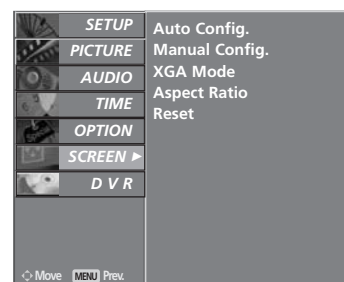 SETUP
PICTURE
AUDIO
TIME
OPTION
SCREEN ►
D V R
Auto Config.
Manual Config.
XGA Mode
Aspect Ratio
Reset
Move MENU Prev.